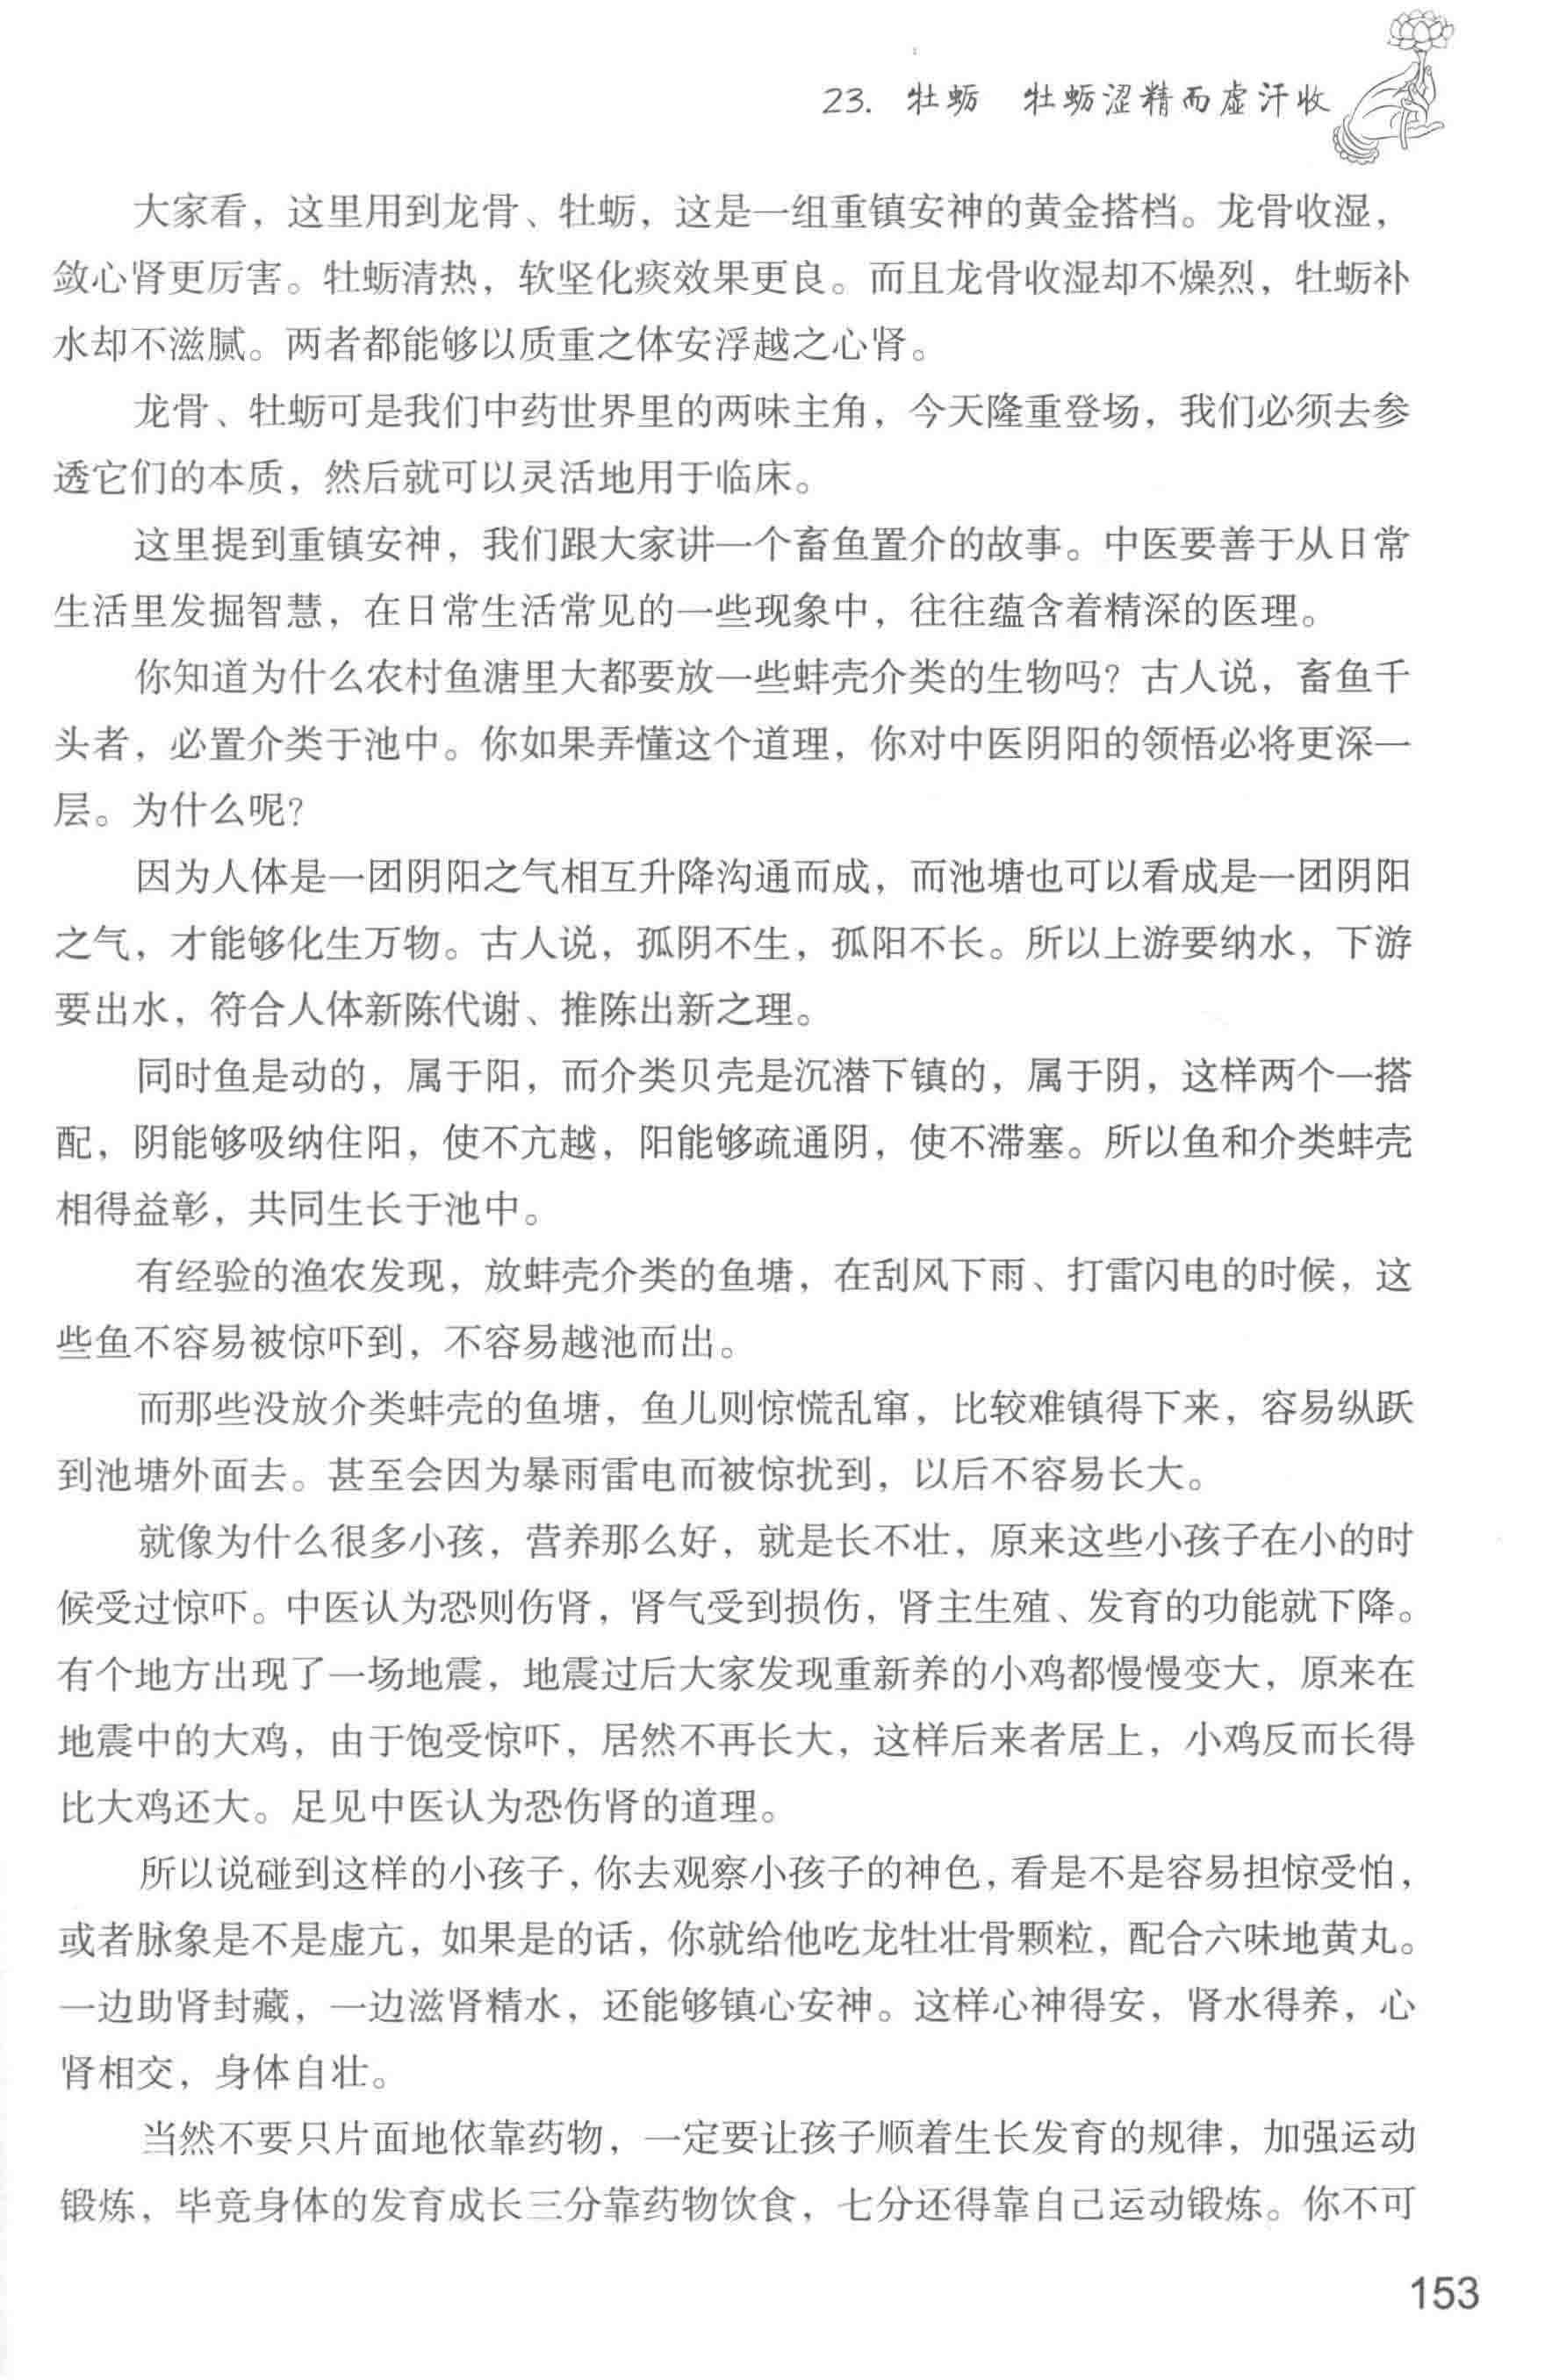 23. 牡蛎　牡蛎涩精而虚汗收
大家看，这里用到龙骨、牡蛎，这是一组重镇安神的黄金搭档。龙骨收湿，
敛心肾更厉害。牡蛎清热，软坚化痰效果更良。而且龙骨收湿却不燥烈，牡蛎补
水却不滋腻。两者都能够以质重之体安浮越之心肾。
龙骨、牡蛎可是我们中药世界里的两味主角，今天隆重登场，我们必须去参
透它们的本质，然后就可以灵活地用于临床。
这里提到重镇安神，我们跟大家讲一个畜鱼置介的故事。中医要善于从日常
生活里发掘智慧，在日常生活常见的一些现象中，往往蕴含着精深的医理。
你知道为什么农村鱼溏里大都要放一些蚌壳介类的生物吗？古人说，畜鱼千
头者，必置介类于池中。你如果弄懂这个道理，你对中医阴阳的领悟必将更深一
层。为什么呢？
因为人体是一团阴阳之气相互升降沟通而成，而池塘也可以看成是一团阴阳
之气，才能够化生万物。古人说，孤阴不生，孤阳不长。所以上游要纳水，下游
要出水，符合人体新陈代谢、推陈出新之理。
同时鱼是动的，属于阳，而介类贝壳是沉潜下镇的，属于阴，这样两个一搭
配，阴能够吸纳住阳，使不亢越，阳能够疏通阴，使不滞塞。所以鱼和介类蚌壳
相得益彰，共同生长于池中。
有经验的渔农发现，放蚌壳介类的鱼塘，在刮风下雨、打雷闪电的时候，这
些鱼不容易被惊吓到，不容易越池而出。
而那些没放介类蚌壳的鱼塘，鱼儿则惊慌乱窜，比较难镇得下来，容易纵跃
到池塘外面去。甚至会因为暴雨雷电而被惊扰到，以后不容易长大。
就像为什么很多小孩，营养那么好，就是长不壮，原来这些小孩子在小的时
候受过惊吓。中医认为恐则伤肾，肾气受到损伤，肾主生殖、发育的功能就下降。
有个地方出现了一场地震，地震过后大家发现重新养的小鸡都慢慢变大，原来在
地震中的大鸡，由于饱受惊吓，居然不再长大，这样后来者居上，小鸡反而长得
比大鸡还大。足见中医认为恐伤肾的道理。
所以说碰到这样的小孩子，你去观察小孩子的神色，看是不是容易担惊受怕，
或者脉象是不是虚亢，如果是的话，你就给他吃龙牡壮骨颗粒，配合六味地黄丸。
一边助肾封藏，一边滋肾精水，还能够镇心安神。这样心神得安，肾水得养，心
肾相交，身体自壮。
当然不要只片面地依靠药物，一定要让孩子顺着生长发育的规律，加强运动
锻炼，毕竟身体的发育成长三分靠药物饮食，七分还得靠自己运动锻炼。你不可
153